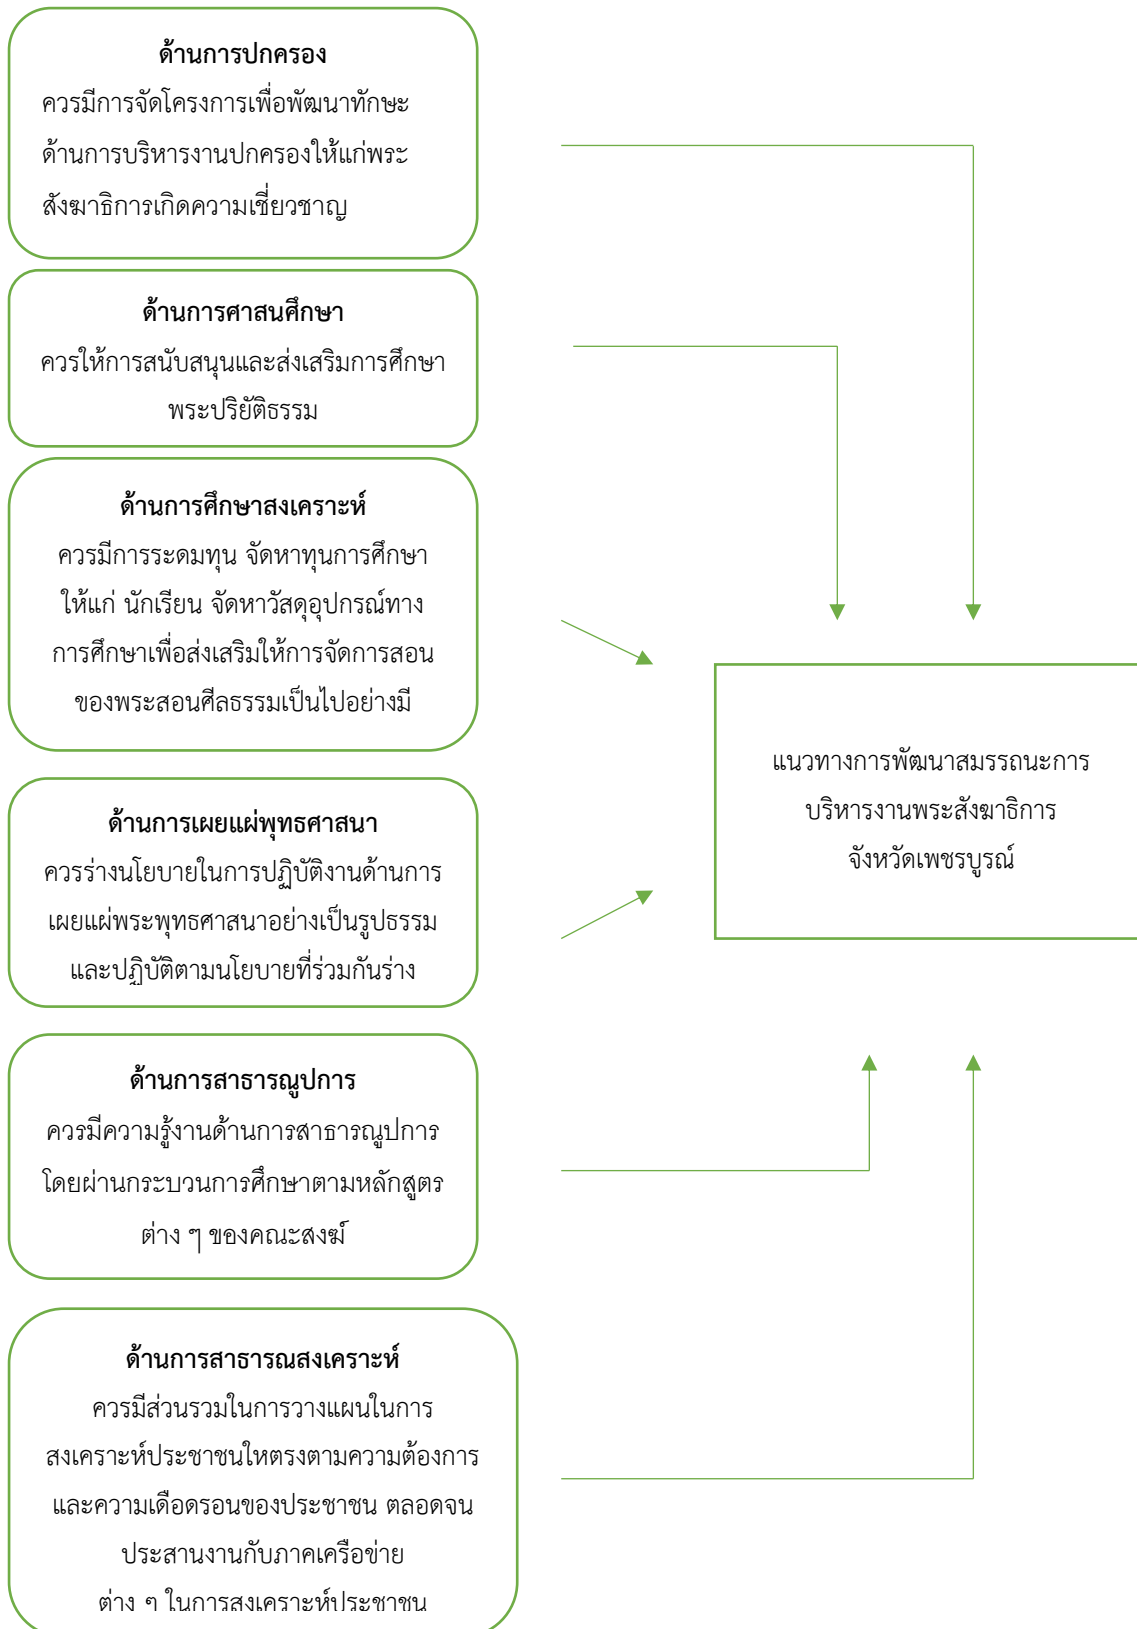 ด้านการปกครอง
ควรมีการจัดโครงการเพื่อพัฒนาทักษะ
ด้านการบริหารงานปกครองให้แก่พระ
สังฆาธิการเกิดความเชี่ยวชาญ
ด้านการศาสนศึกษา
ควรให้การสนับสนุนและส่งเสริมการศึกษา
พระปริยัติธรรม
ด้านการศึกษาสงเคราะห์
ควรมีการระดมทุน จัดหาทุนการศึกษา
ให้แก่ นักเรียน จัดหาวัสดุอุปกรณ์ทาง
การศึกษาเพื่อส่งเสริมให้การจัดการสอน
ของพระสอนศีลธรรมเป็นไปอย่างมี
แนวทางการพัฒนาสมรรถนะการ
บริหารงานพระสังฆาธิการ
จังหวัดเพชรบูรณ์
ด้านการเผยแผ่พุทธศาสนา
ควรร่างนโยบายในการปฏิบัติงานด้านการ
เผยแผ่พระพุทธศาสนาอย่างเป็นรูปธรรม
และปฏิบัติตามนโยบายที่ร่วมกันร่าง
ด้านการสาธารณูปการ
ควรมีความรู้งานด้านการสาธารณูปการ
โดยผ่านกระบวนการศึกษาตามหลักสูตร
ต่าง ๆ ของคณะสงฆ์
ด้านการสาธารณสงเคราะห์
ควรมีส่วนรวมในการวางแผนในการ
สงเคราะห์ประชาชนใหตรงตามความต้องการ
และความเดือดรอนของประชาชน ตลอดจน
ประสานงานกับภาคเครือข่าย
ต่าง ๆ ในการสงเคราะห์ประชาชน